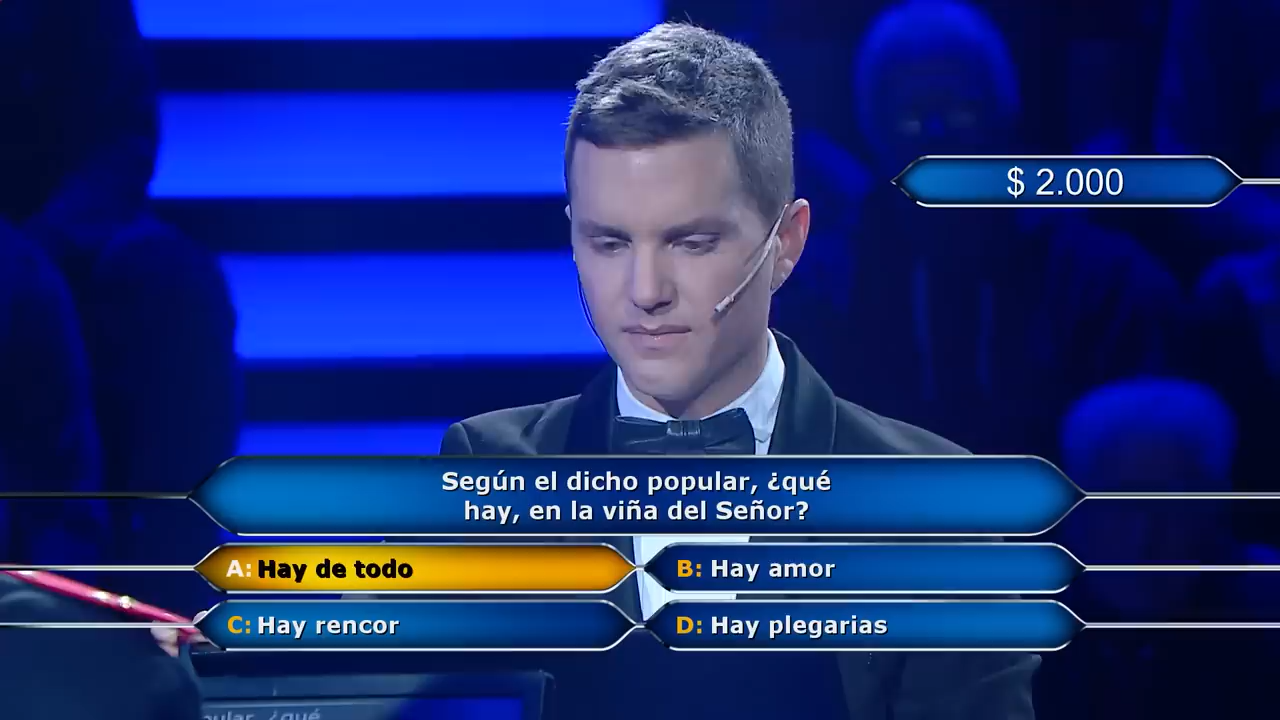 $ 2.000
Según el dicho popular, ¿qué
hay, en la viña del Señor?
A: Hay de todo
B: Hay amor
C: Hay rencor
D: Hay plegarias
¿qué